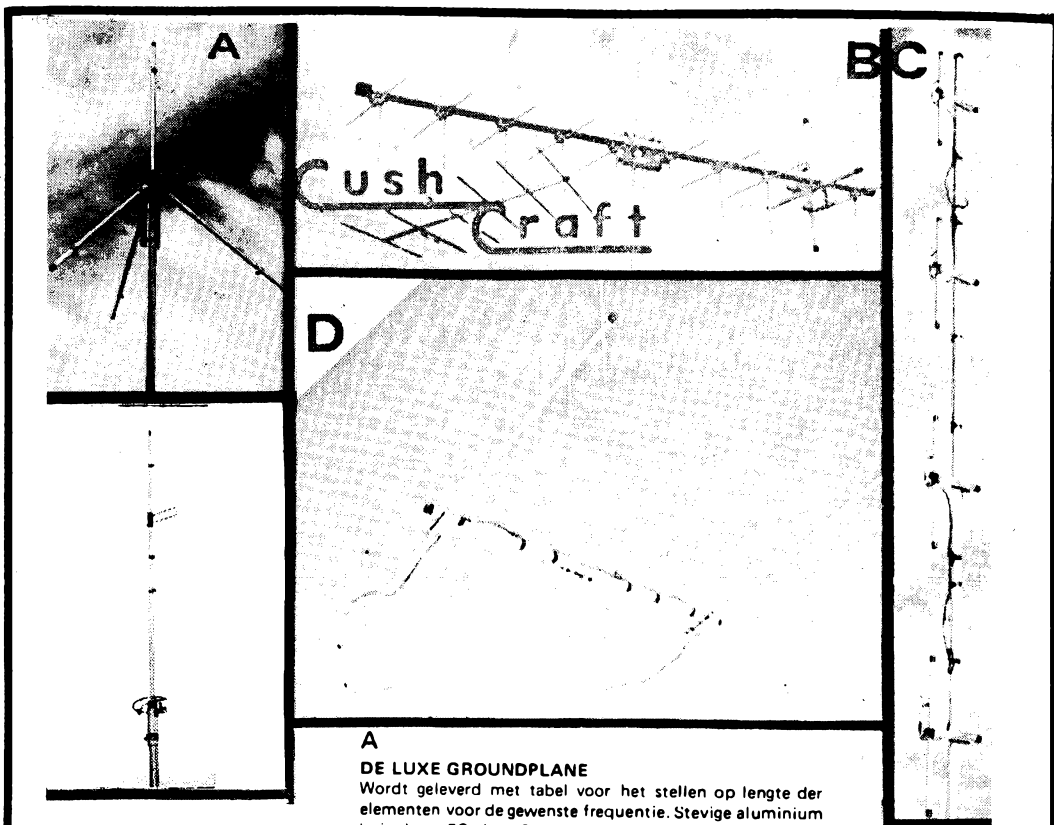 A
B C
Cush
Craft
D
A
DE LUXE GROUNDPLANE
Wordt geleverd met tabel voor het stellen op lengte der
elementen voor de gewenste frequentie. Stevige aluminium